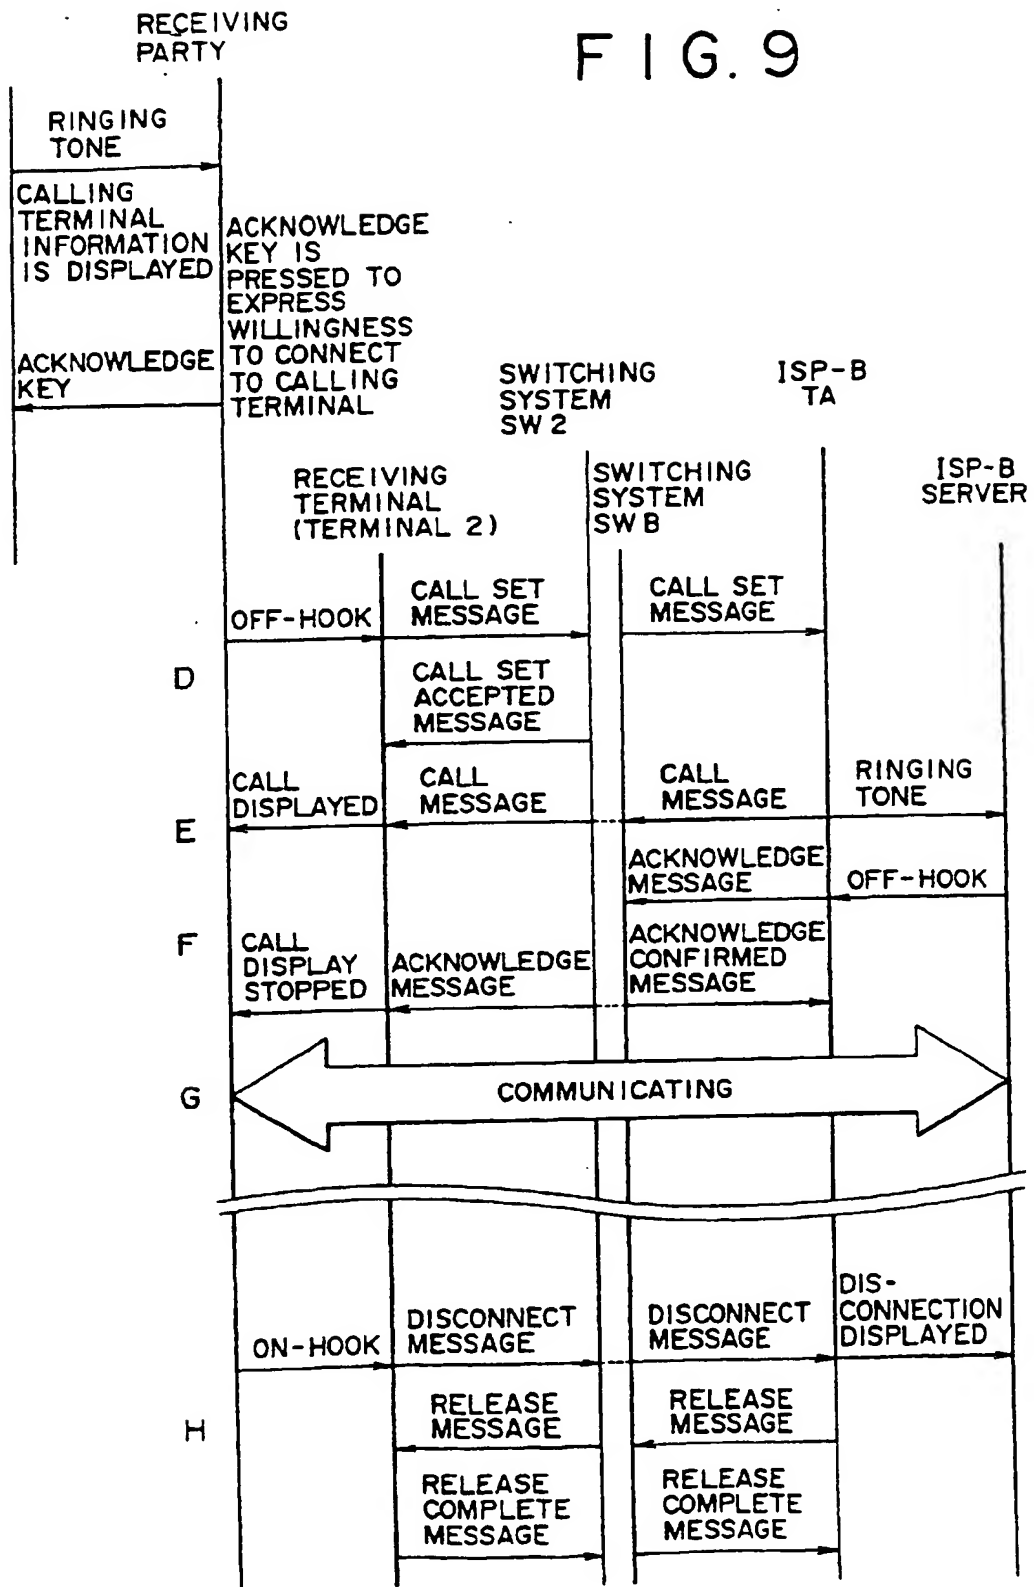 RECEIVING
PARTY
FIG. 9
RINGING
TONE
CALLING
TERMINAL
INFORMATION
IS DISPLAYED
ACKNOWLEDGE
KEY IS
PRESSED TO
EXPRESS
WILLINGNESS
TO CONNECT
TO CALLING
TERMINAL
ACKNOWLEDGE
KEY
SWITCHING
SYSTEM
SW 2
ISP-B
TA
RECEIVING
TERMINAL
(TERMINAL 2)
SWITCHING
SYSTEM
SW B
ISP-B
SERVER
OFF-HOOK
CALL SET
MESSAGE
CALL SET
MESSAGE
D
CALL SET
ACCEPTED
MESSAGE
CALL
DISPLAYED
CALL
MESSAGE
CALL
MESSAGE
RINGING
TONE
E
ACKNOWLEDGE
MESSAGE
OFF-HOOK
F
CALL
DISPLAY
STOPPED
ACKNOWLEDGE
MESSAGE
ACKNOWLEDGE
CONFIRMED
MESSAGE
G
COMMUNICATING
ON-HOOK
DISCONNECT
MESSAGE
DISCONNECT
MESSAGE
DIS-
CONNECTION
DISPLAYED
H
RELEASE
MESSAGE
RELEASE
MESSAGE
RELEASE
COMPLETE
MESSAGE
RELEASE
COMPLETE
MESSAGE